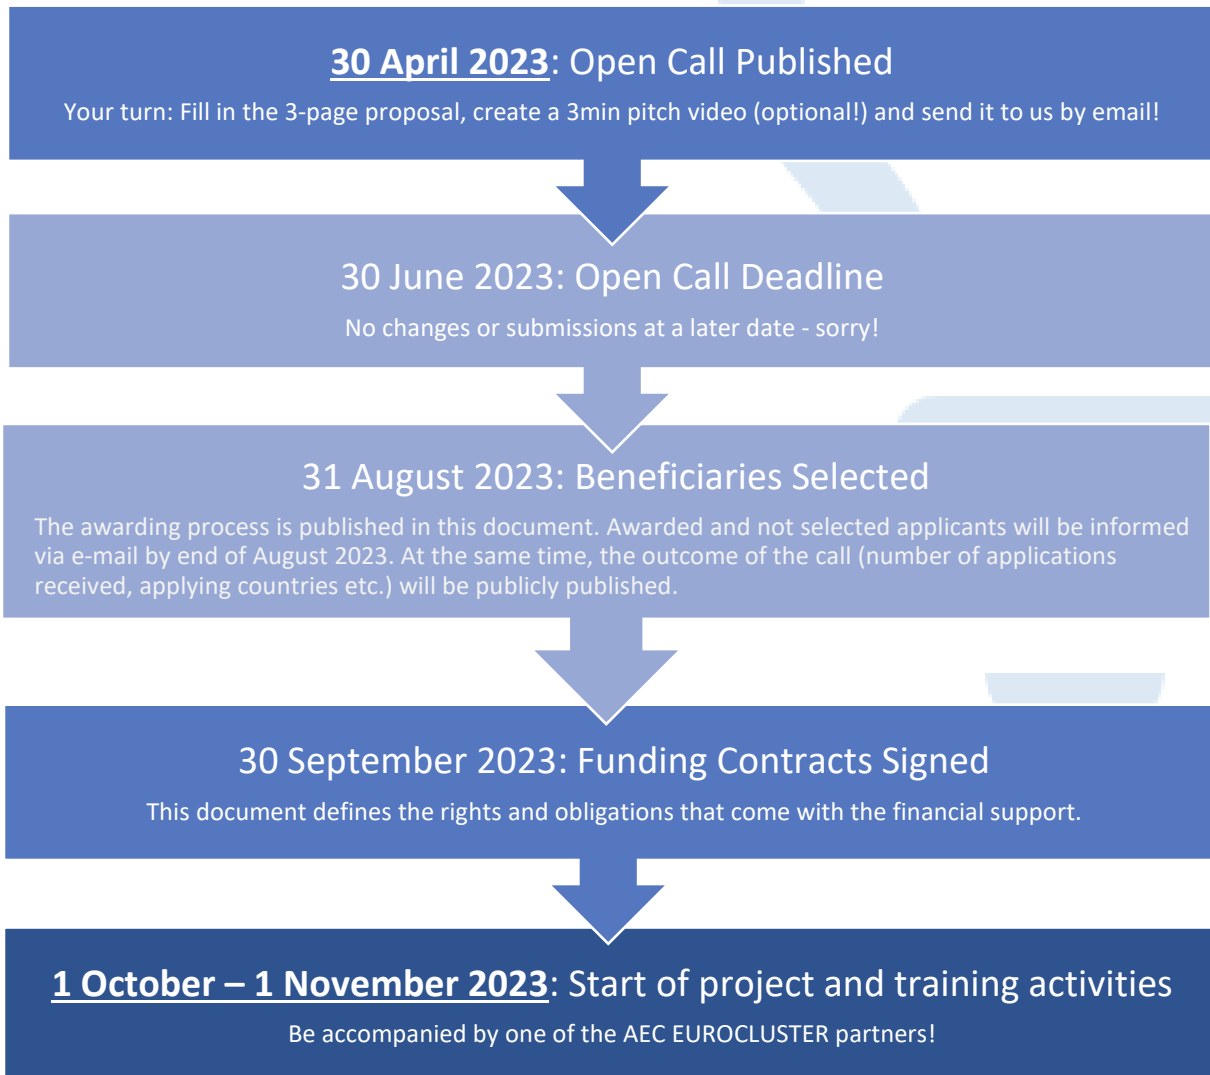 30 April 2023: Open Call Published
Your turn: Fill in the 3-page proposal, create a 3min pitch video (optional!) and send it to us by email!
30 June 2023: Open Call Deadline
No changes or submissions at a later date - sorry!
31 August 2023: Beneficiaries Selected
The awarding process is published in this document. Awarded and not selected applicants will be informed
via e-mail by end of August 2023. At the same time, the outcome of the call (number of applications
received, applying countries etc.) will be publicly published.
30 September 2023: Funding Contracts Signed
This document defines the rights and obligations that come with the financial support.
1 October – 1 November 2023: Start of project and training activities
Be accompanied by one of the AEC EUROCLUSTER partners!